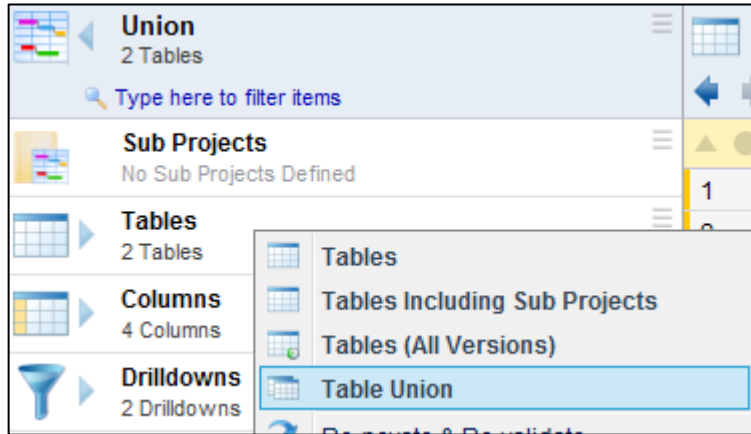 Union
2 Tables
Type here to filter items
Sub Projects
No Sub Projects Defined
1
Tables
2 Tables
Tables
Columns
Tables Including Sub Projects
4 Columns
Tables (All Versions)
Drilldowns
Table Union
2 Drilldowns